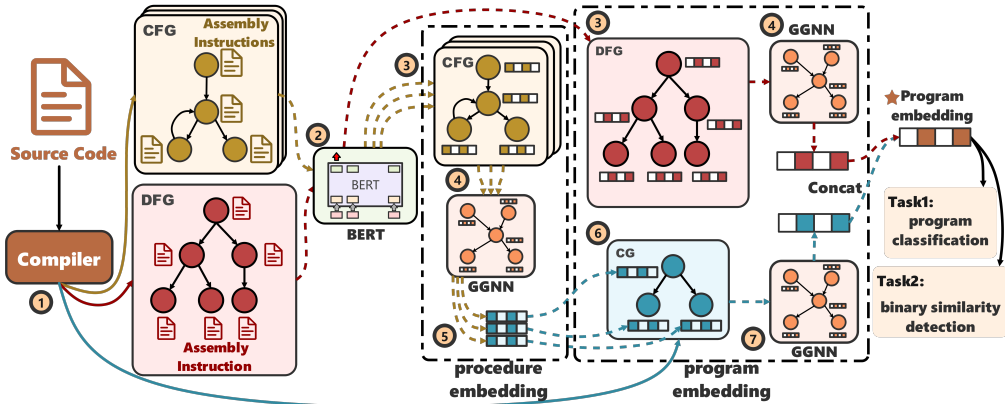 CFG
Assembly
Instructions
Source Code
Compiler
1
DFG
Assembly
Instruction
2
BERT
BERT
3
CFG
4
GGNN
5
procedure
embedding
3
DFG
4
GGNN
Concat
6
CG
7
GGNN
program
embedding
Program
embedding
Task1:
program
classification
Task2:
binary similarity
detection